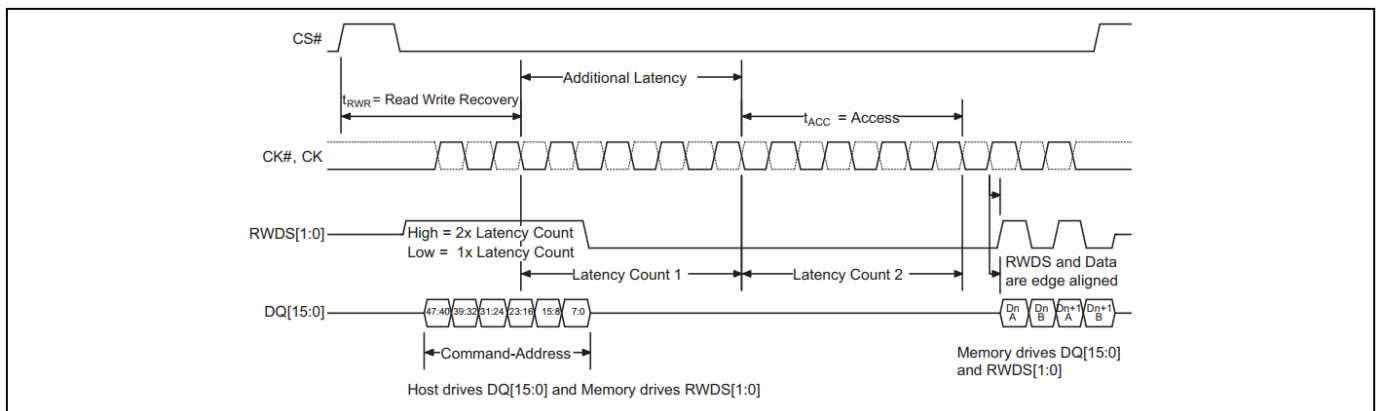 CS#
Additional Latency
tRWR = Read Write Recovery
tACC = Access
CK#, CK
RWDS[1:0]
High = 2x Latency Count
Low = 1x Latency Count
RWDS and Data
are edge aligned
Latency Count 1
Latency Count 2
DQ[15:0]
47:40 39:32 31:24 23:16 15:8 7:0
Dn A Dn B Dn+1 A Dn+1 B
Command-Address
Memory drives DQ[15:0]
and RWDS[1:0]
Host drives DQ[15:0] and Memory drives RWDS[1:0]